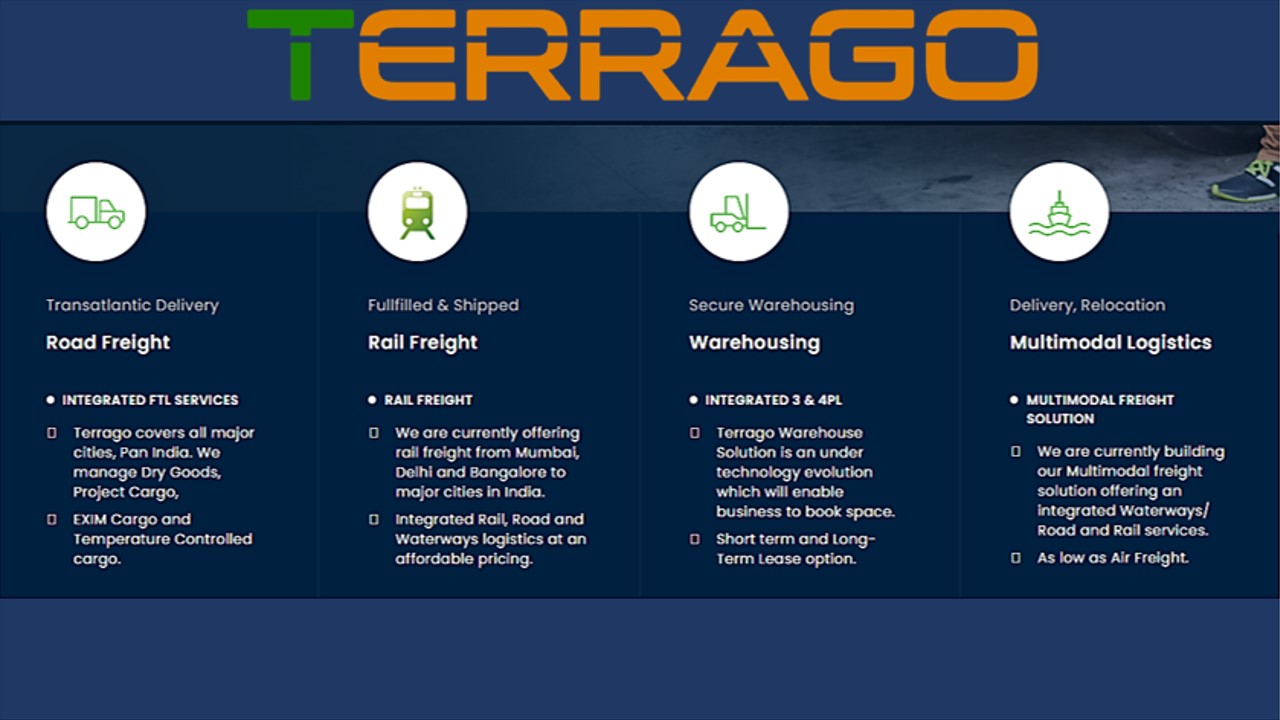 TERRAGO
Transatlantic Delivery
Road Freight
INTEGRATED FTL SERVICES
Terrago covers all major
cities, Pan India. We
manage Dry Goods,
Project Cargo,
EXIM Cargo and
Temperature Controlled
cargo.
Fullfilled & Shipped
Rail Freight
RAIL FREIGHT
We are currently offering
rail freight from Mumbai,
Delhi and Bangalore to
major cities in India.
Integrated Rail, Road and
Waterways logistics at an
affordable pricing.
Secure Warehousing
Warehousing
INTEGRATED 3 & 4PL
Terrago Warehouse
Solution is an under
technology evolution
which will enable
business to book space.
Short term and Long-
Term Lease option.
Delivery, Relocation
Multimodal Logistics
MULTIMODAL FREIGHT
SOLUTION
We are currently building
our Multimodal freight
solution offering an
integrated Waterways/
Road and Rail services.
As low as Air Freight.